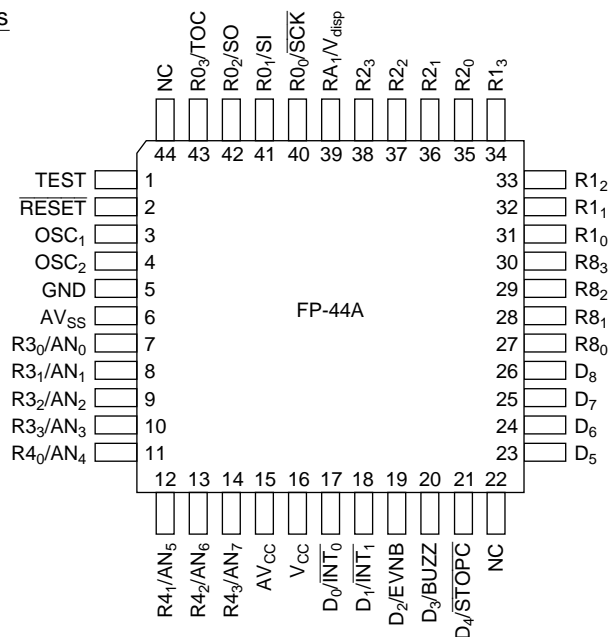 s
NC
R0₃/TOC
R0₂/SO
R0₁/SI
R0₀/S̅C̅K̅
RA₁/V_disp
R2₃
R2₂
R2₁
R2₀
R1₃
44 43 42 41 40 39 38 37 36 35 34
TEST 1
R̅E̅S̅E̅T̅ 2
OSC₁ 3
OSC₂ 4
GND 5
AV_SS 6
R3₀/AN₀ 7
R3₁/AN₁ 8
R3₂/AN₂ 9
R3₃/AN₃ 10
R4₀/AN₄ 11
FP-44A
33 R1₂
32 R1₁
31 R1₀
30 R8₃
29 R8₂
28 R8₁
27 R8₀
26 D₈
25 D₇
24 D₆
23 D₅
12 13 14 15 16 17 18 19 20 21 22
R4₁/AN₅
R4₂/AN₆
R4₃/AN₇
AV_CC
V_CC
D₀/I̅N̅T̅₀
D₁/I̅N̅T̅₁
D₂/EVNB
D₃/BUZZ
D₄/S̅T̅O̅P̅C̅
NC